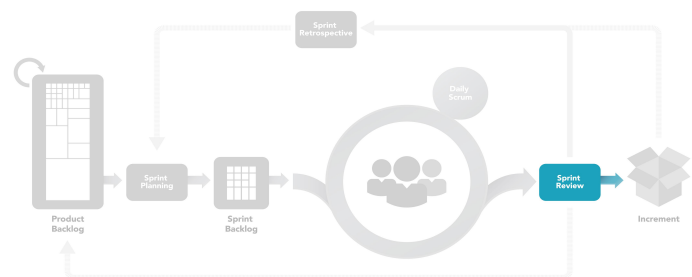 Sprint
Retrospective
Daily
Scrum
Sprint
Planning
Sprint
Review
Product
Backlog
Sprint
Backlog
Increment